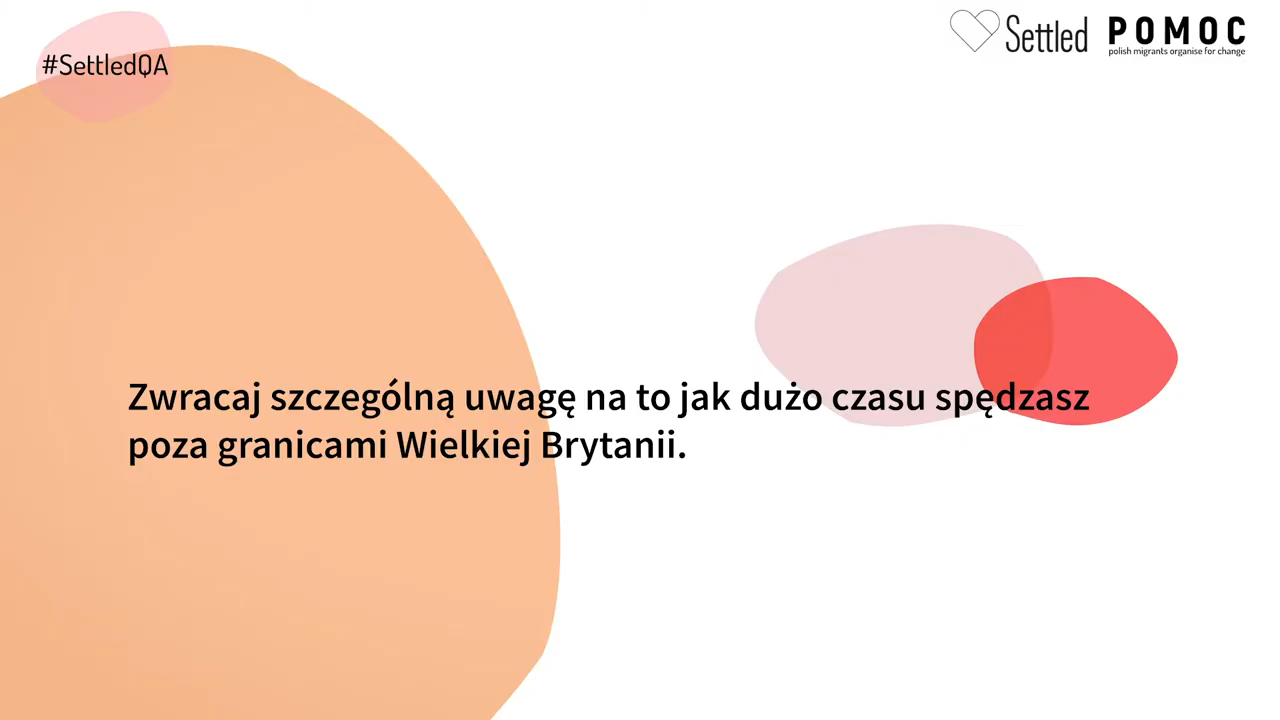 #SettledQA
Settled
POMOC
polish migrants organise for change
Zwracaj szczególną uwagę na to jak dużo czasu spędzasz
poza granicami Wielkiej Brytanii.